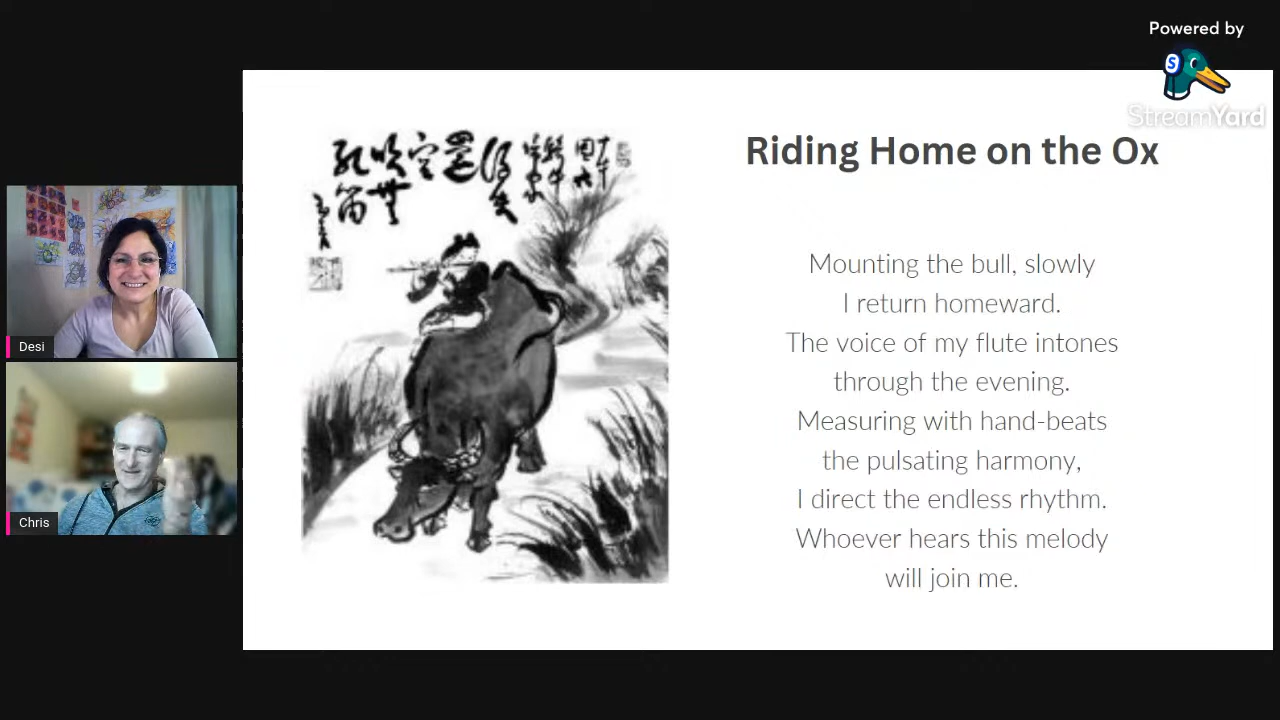 Powered by
StreamYard
Riding Home on the Ox
Mounting the bull, slowly
I return homeward.
The voice of my flute intones
through the evening.
Measuring with hand-beats
the pulsating harmony,
I direct the endless rhythm.
Whoever hears this melody
will join me.
Desi
Chris